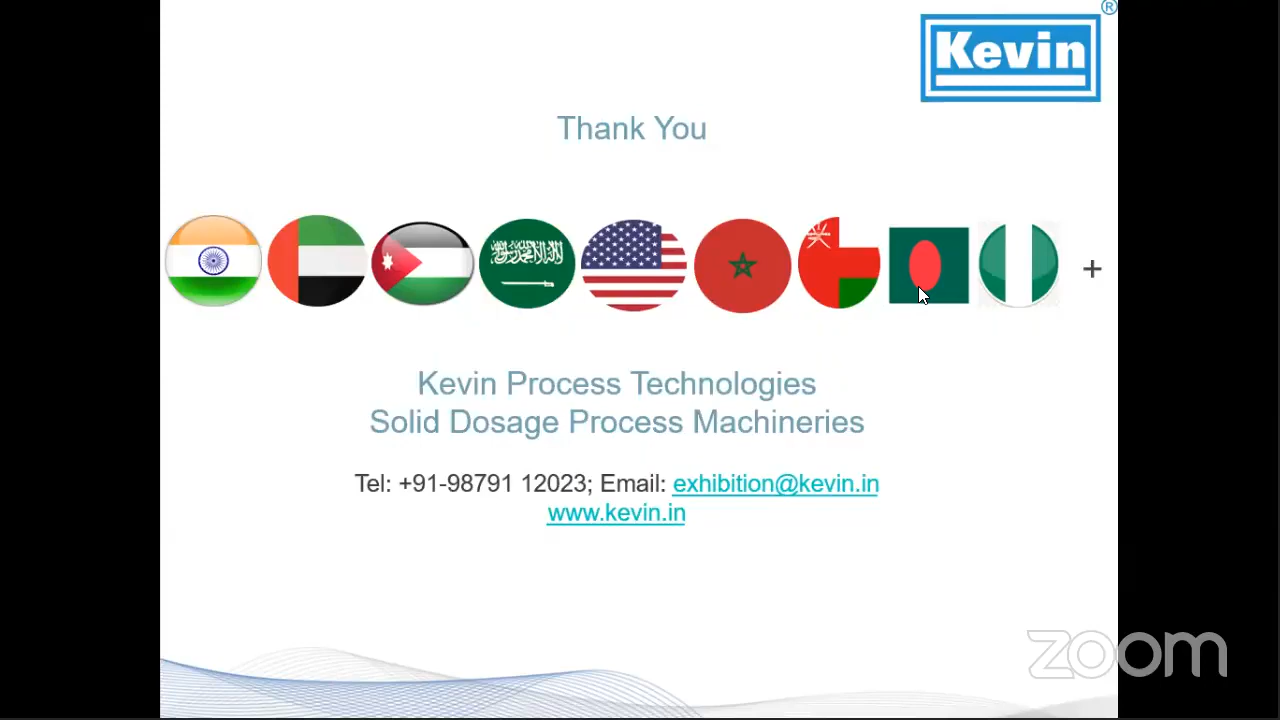 Kevin
®
Thank You
+
Kevin Process Technologies
Solid Dosage Process Machineries
Tel: +91-98791 12023; Email: exhibition@kevin.in
www.kevin.in
zoom